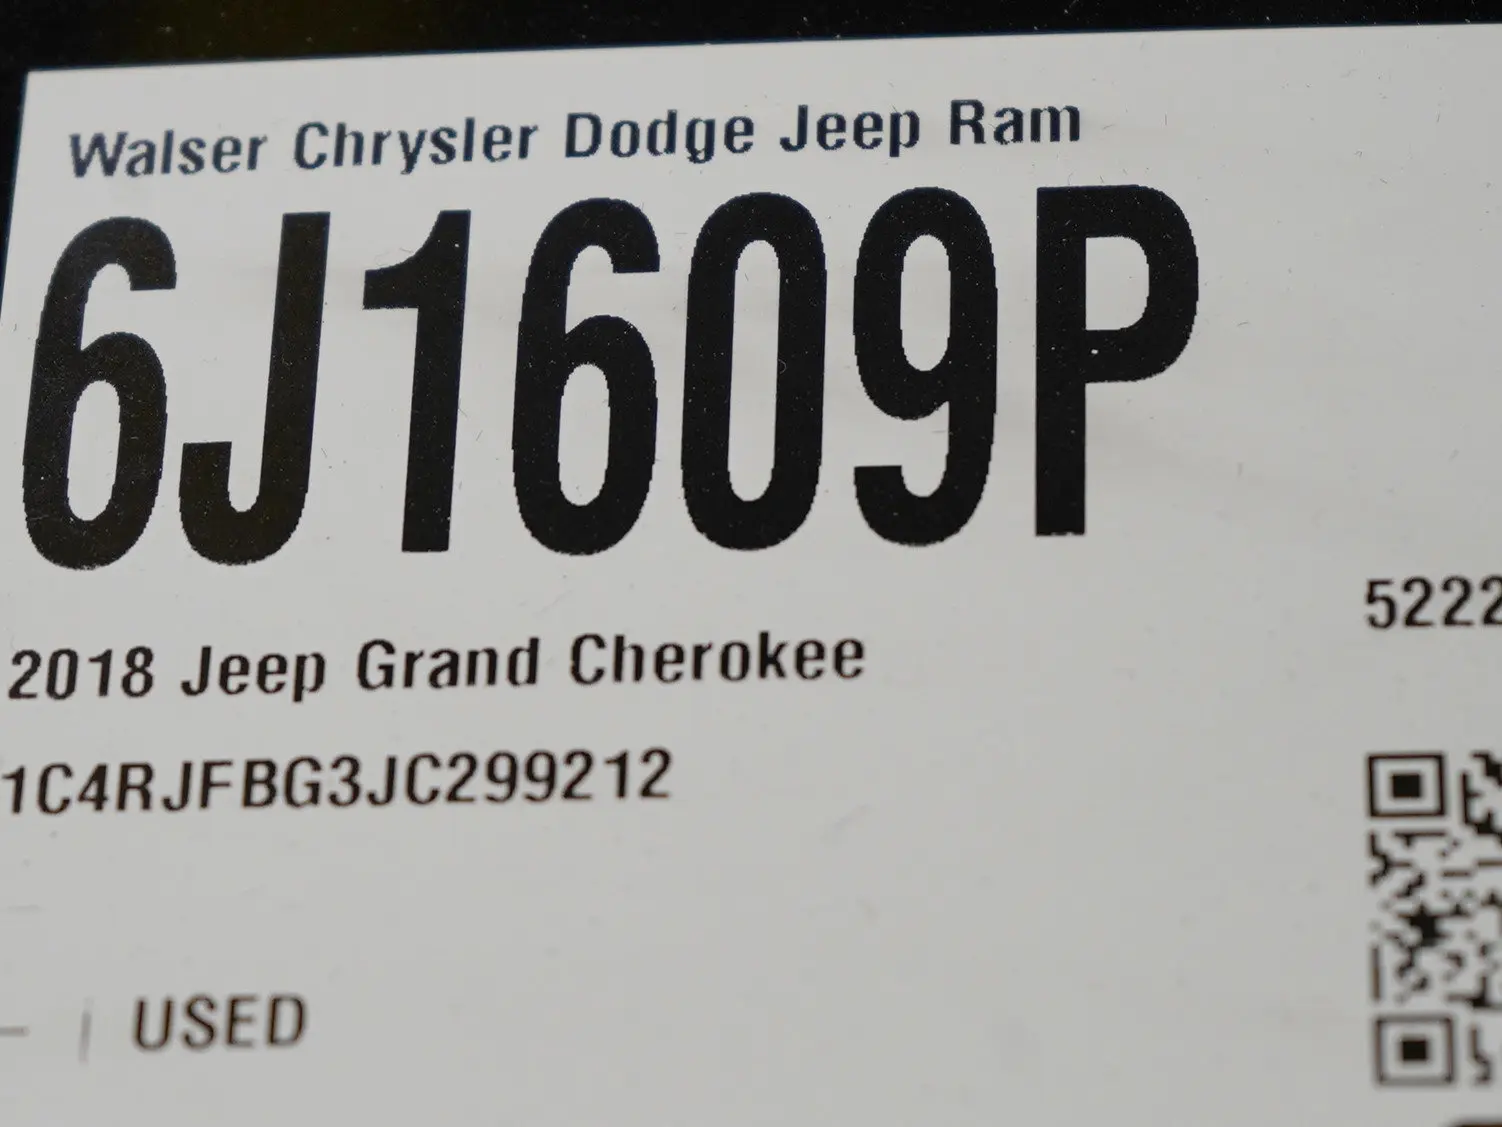 Walser Chrysler Dodge Jeep Ram
6J1609P
5222
2018 Jeep Grand Cherokee
1C4RJFBG3JC299212
USED